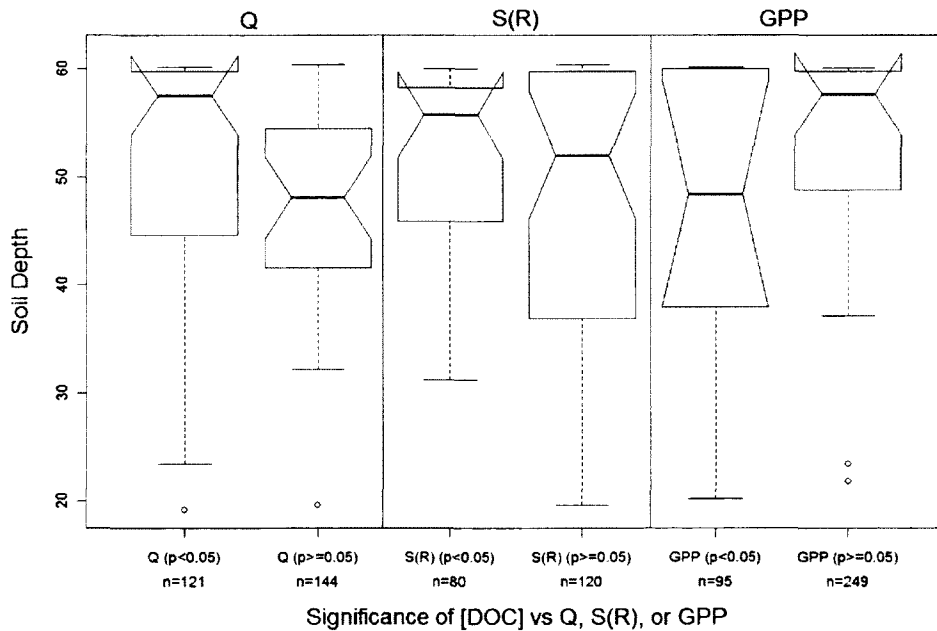 Q S(R) GPP
Soil Depth
60
50
40
30
20
Q (p<0.05) Q (p>=0.05) S(R) (p<0.05) S(R) (p>=0.05) GPP (p<0.05) GPP (p>=0.05)
n=121 n=144 n=80 n=120 n=95 n=249
Significance of [DOC] vs Q, S(R), or GPP